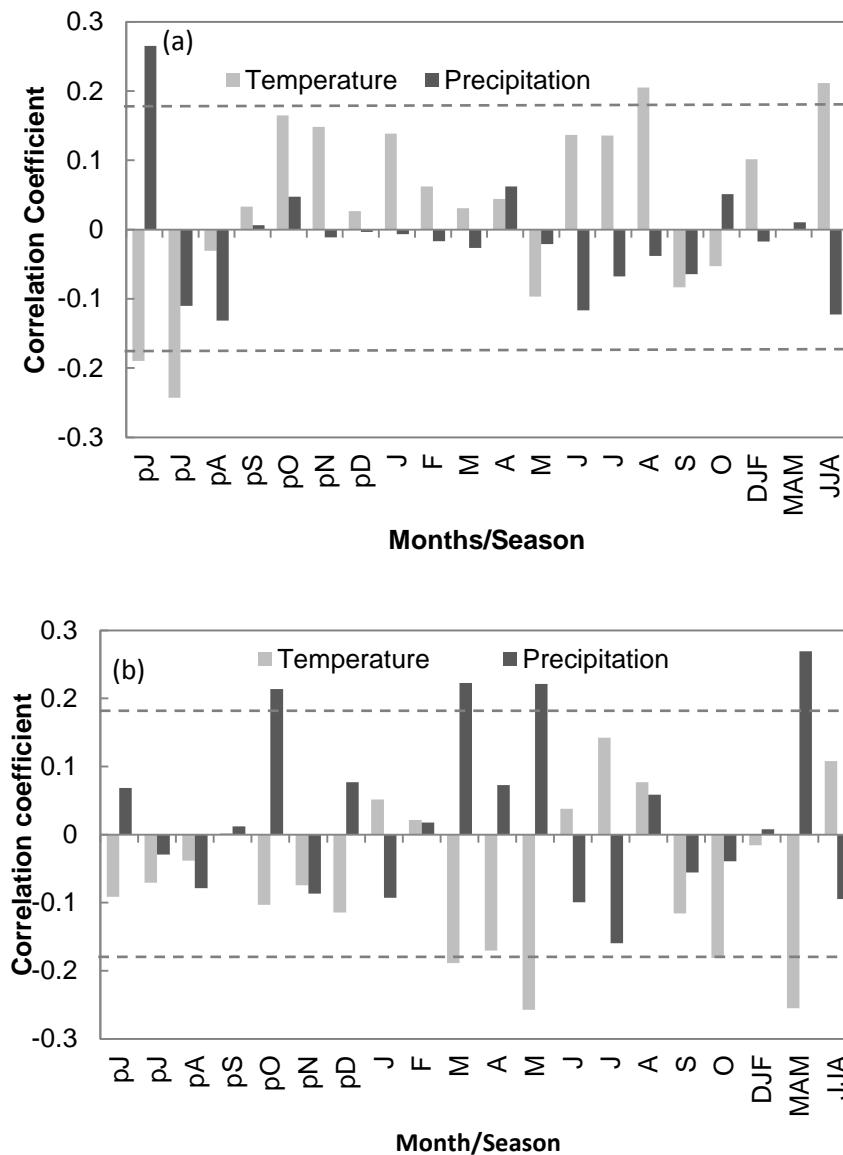 (a)
Temperature Precipitation
0.3
0.2
0.1
0
-0.1
-0.2
-0.3
Correlation Coefficient
pJ pJ pA pS pO pN pD J F M A M J J A S O DJF MAM JJA
Months/Season
(b)
Temperature Precipitation
0.3
0.2
0.1
0
-0.1
-0.2
-0.3
Correlation coefficient
pJ pJ pA pS pO pN pD J F M A M J J A S O DJF MAM JJA
Month/Season